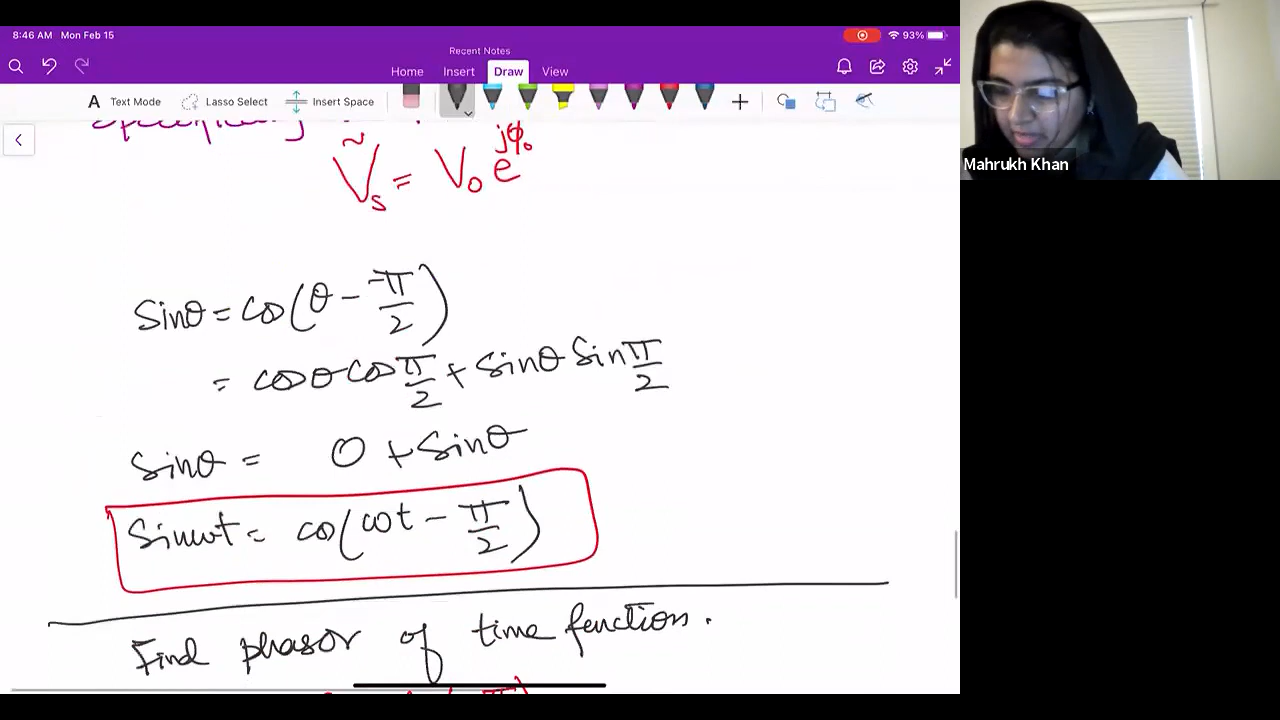 8:46 AM Mon Feb 15
93%
Recent Notes
Home Insert Draw View
Text Mode Lasso Select Insert Space
Mahrukh Khan
Ṽs = V₀ e^jϕ₀
Sinθ = cos(θ - π/2)
= cosθ cos π/2 + sinθ Sin π/2
Sinθ = 0 + Sinθ
Sinωt = cos(ωt - π/2)
Find phasor of time function.